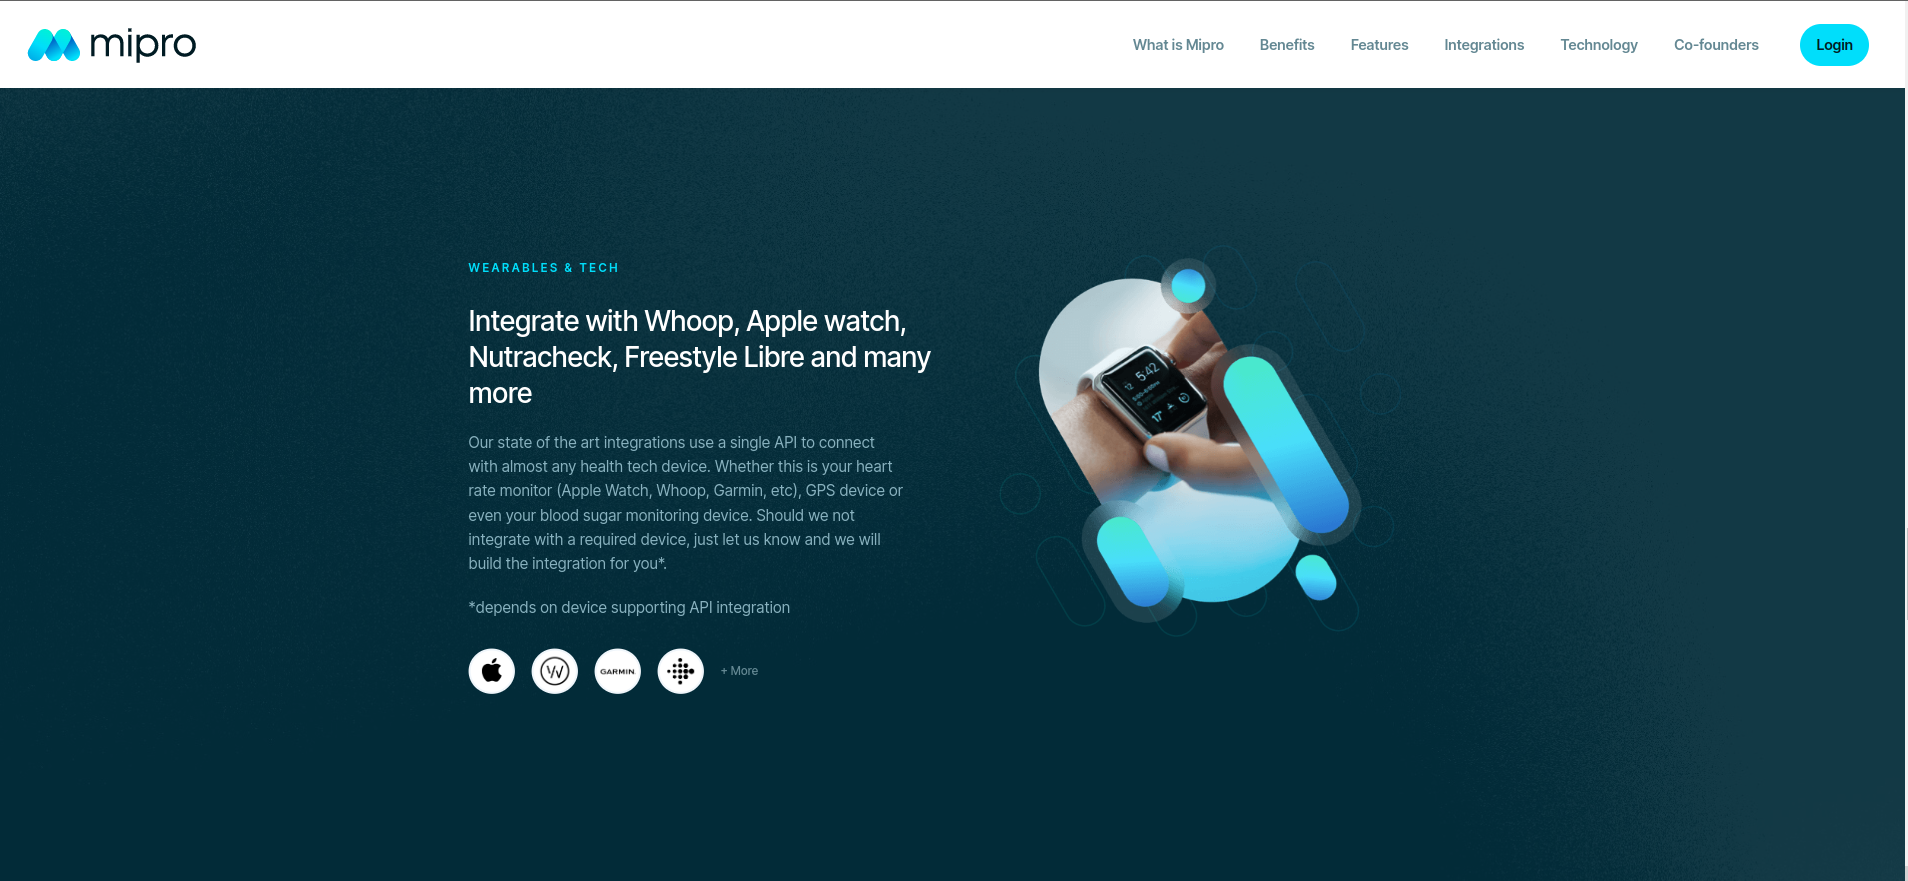 mipro
What is Mipro
Benefits
Features
Integrations
Technology
Co-founders
Login
WEARABLES & TECH
Integrate with Whoop, Apple watch,
Nutracheck, Freestyle Libre and many
more
Our state of the art integrations use a single API to connect
with almost any health tech device. Whether this is your heart
rate monitor (Apple Watch, Whoop, Garmin, etc), GPS device or
even your blood sugar monitoring device. Should we not
integrate with a required device, just let us know and we will
build the integration for you*.
*depends on device supporting API integration
GARMIN
+ More
5:42
12
17°